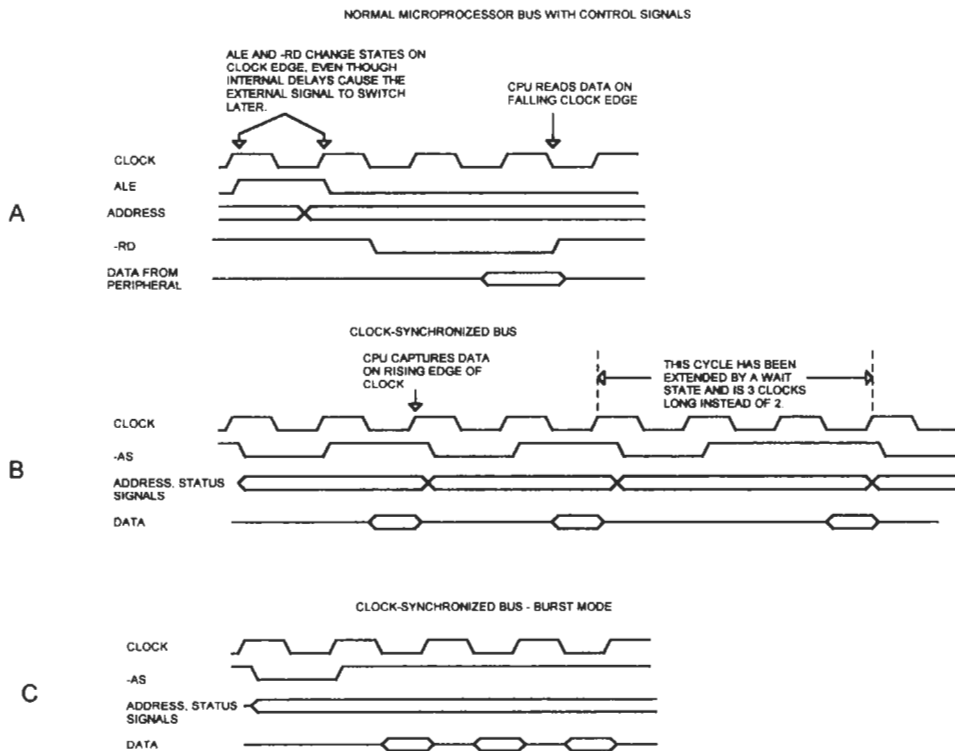 NORMAL MICROPROCESSOR BUS WITH CONTROL SIGNALS
ALE AND -RD CHANGE STATES ON
CLOCK EDGE, EVEN THOUGH
INTERNAL DELAYS CAUSE THE
EXTERNAL SIGNAL TO SWITCH
LATER.
CPU READS DATA ON
FALLING CLOCK EDGE
A
CLOCK
ALE
ADDRESS
-RD
DATA FROM
PERIPHERAL
CLOCK-SYNCHRONIZED BUS
CPU CAPTURES DATA
ON RISING EDGE OF
CLOCK
THIS CYCLE HAS BEEN
EXTENDED BY A WAIT
STATE AND IS 3 CLOCKS
LONG INSTEAD OF 2.
B
CLOCK
-AS
ADDRESS, STATUS
SIGNALS
DATA
CLOCK-SYNCHRONIZED BUS - BURST MODE
C
CLOCK
-AS
ADDRESS, STATUS
SIGNALS
DATA